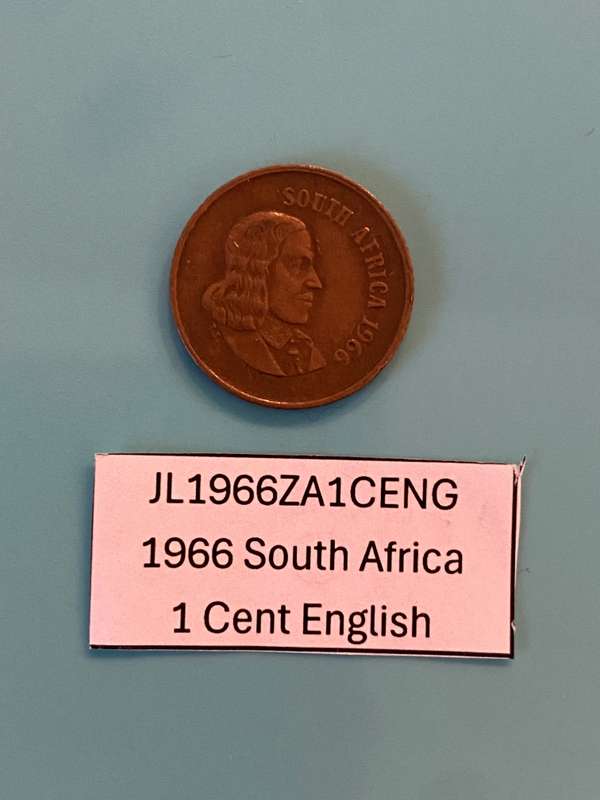 SOUTH AFRICA 1966
JL1966ZA1CENG
1966 South Africa
1 Cent English